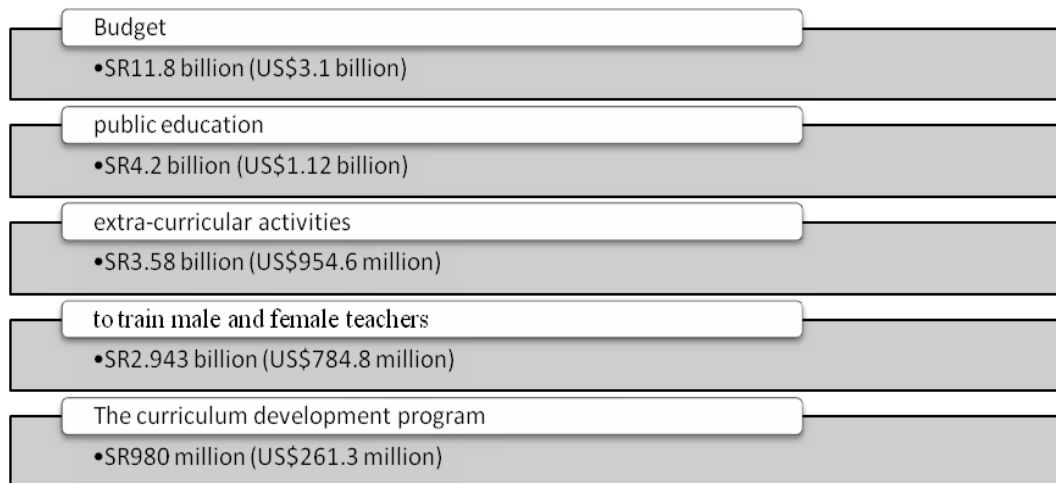 Budget
•SR11.8 billion (US$3.1 billion)
public education
•SR4.2 billion (US$1.12 billion)
extra-curricular activities
•SR3.58 billion (US$954.6 million)
to train male and female teachers
•SR2.943 billion (US$784.8 million)
The curriculum development program
•SR980 million (US$261.3 million)